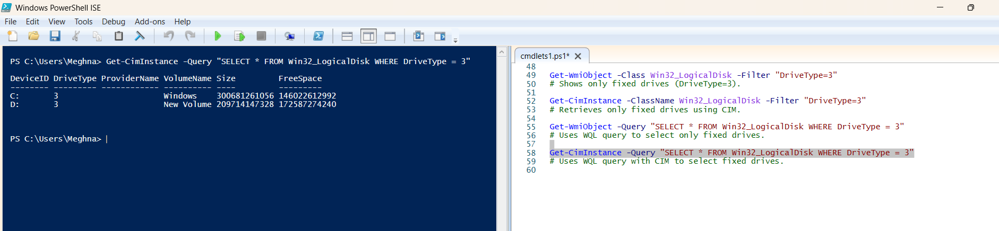 Windows PowerShell ISE
File Edit View Tools Debug Add-ons Help
PS C:\Users\Meghna> Get-CimInstance -Query "SELECT * FROM Win32_LogicalDisk WHERE DriveType = 3"
DeviceID DriveType ProviderName VolumeName Size FreeSpace
-------- --------- ------------ ---------- ---- ---------
C: 3 Windows 300681261056 146022612992
D: 3 New Volume 209714147328 172587274240
PS C:\Users\Meghna>
cmdlets1.ps1*
48
49 Get-WmiObject -Class Win32_LogicalDisk -Filter "DriveType=3"
50 # Shows only fixed drives (DriveType=3).
51
52 Get-CimInstance -ClassName Win32_LogicalDisk -Filter "DriveType=3"
53 # Retrieves only fixed drives using CIM.
54
55 Get-WmiObject -Query "SELECT * FROM Win32_LogicalDisk WHERE DriveType = 3"
56 # Uses WQL query to select only fixed drives.
57
58 Get-CimInstance -Query "SELECT * FROM Win32_LogicalDisk WHERE DriveType = 3"
59 # Uses WQL query with CIM to select fixed drives.
60